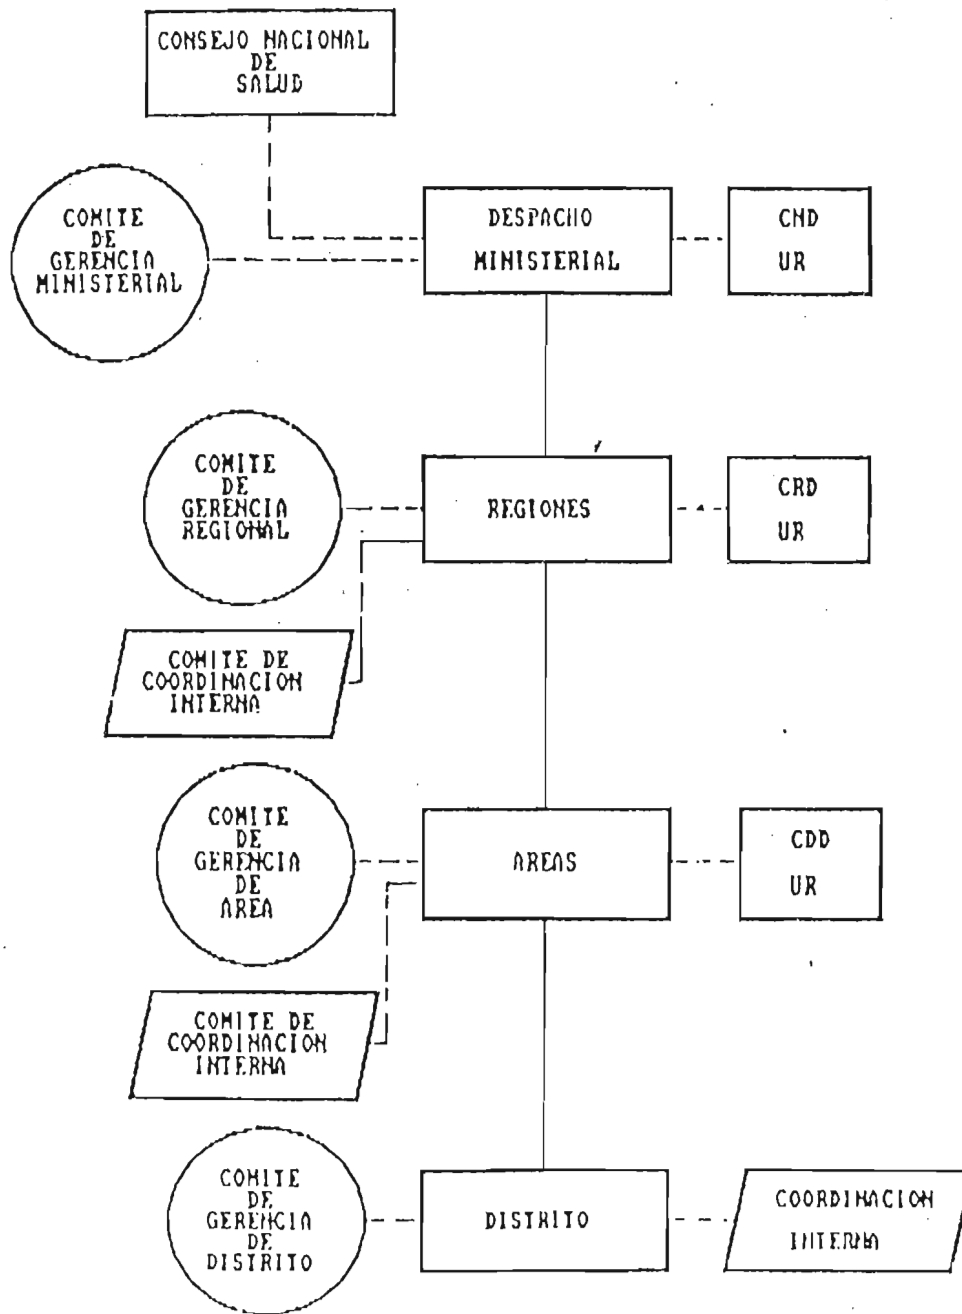 CONSEJO NACIONAL
DE
SALUD
COMITE
DE
GERENCIA
MINISTERIAL
DESPACHO
MINISTERIAL
CMD
UR
COMITE
DE
GERENCIA
REGIONAL
REGIONES
CRD
UR
COMITE DE
COORDINACION
INTERNA
COMITE
DE
GERENCIA
DE
AREA
AREAS
CDD
UR
COMITE DE
COORDINACION
INTERNA
COMITE
DE
GERENCIA
DE
DISTRITO
DISTRITO
COORDINACION
INTERNA